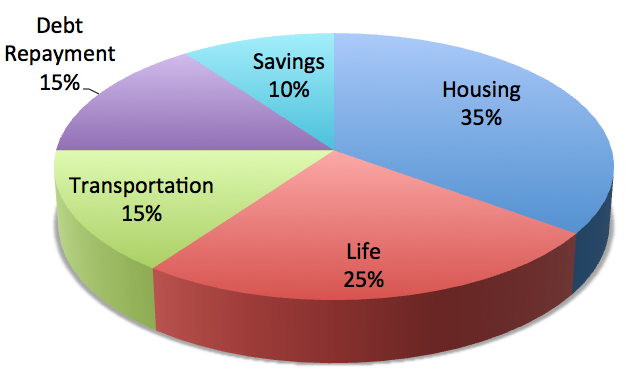 Debt
Repayment
15%
Savings
10%
Housing
35%
Transportation
15%
Life
25%